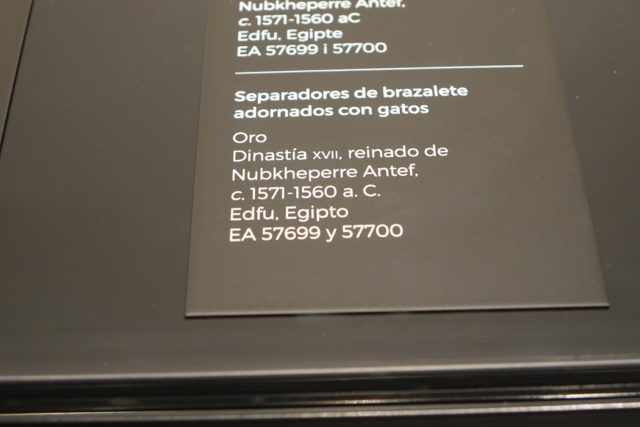 Nubkheperre Antef,
c. 1571-1560 aC
Edfu, Egipte
EA 57699 i 57700
Separadores de brazalete
adornados con gatos
Oro
Dinastía XVII, reinado de
Nubkheperre Antef,
c. 1571-1560 a. C.
Edfu, Egipto
EA 57699 y 57700